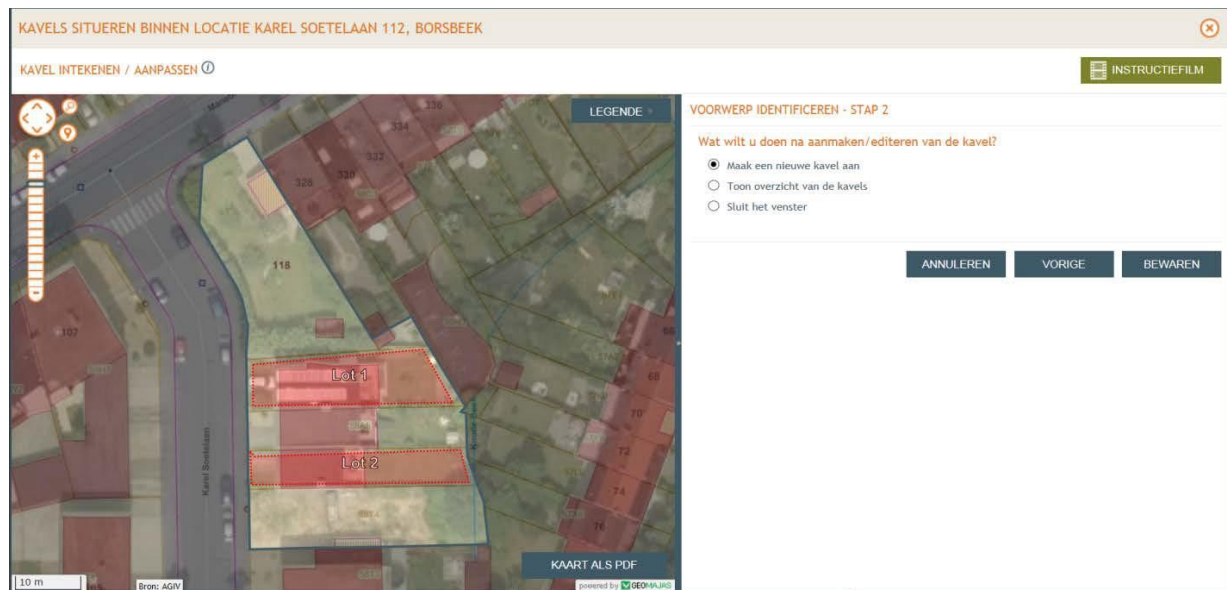 KAVELS SITUEREN BINNEN LOCATIE KAREL SOETELAAN 112, BORSBEEK
KAVEL INTEKENEN / AANPASSEN
INSTRUCTIEFILM
LEGENDE
VOORWERP IDENTIFICEREN - STAP 2
Wat wilt u doen na aanmaken/editeren van de kavel?
Maak een nieuwe kavel aan
Toon overzicht van de kavels
Sluit het venster
ANNULEREN
VORIGE
BEWAREN
336
334
332
330
328
118
107
Lot 1
Lot 2
Karel Soetelaan
68
70
72
74
76
KAART ALS PDF
10 m
Bron: AGIV
powered by GEOMAJAS